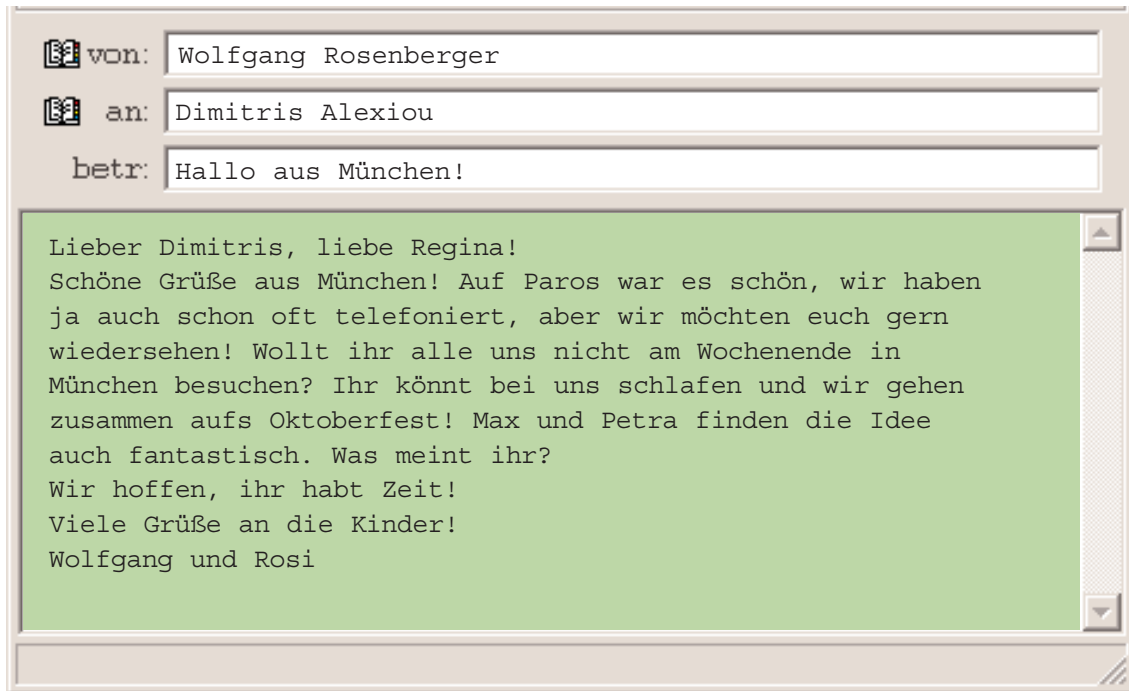 von: Wolfgang Rosenberger
an: Dimitris Alexiou
betr: Hallo aus München!
Lieber Dimitris, liebe Regina!
Schöne Grüße aus München! Auf Paros war es schön, wir haben
ja auch schon oft telefoniert, aber wir möchten euch gern
wiedersehen! Wollt ihr alle uns nicht am Wochenende in
München besuchen? Ihr könnt bei uns schlafen und wir gehen
zusammen aufs Oktoberfest! Max und Petra finden die Idee
auch fantastisch. Was meint ihr?
Wir hoffen, ihr habt Zeit!
Viele Grüße an die Kinder!
Wolfgang und Rosi